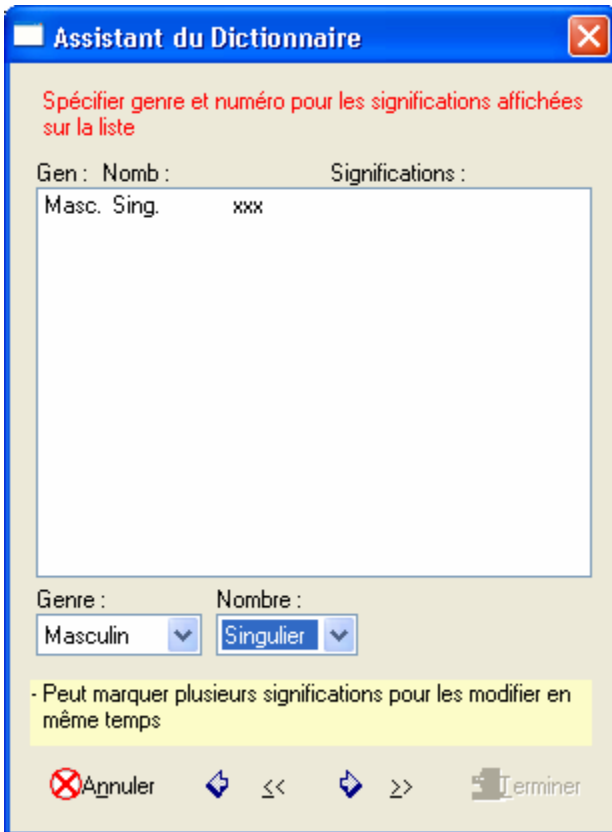 Assistant du Dictionnaire
Spécifier genre et numéro pour les significations affichées
sur la liste
Gen : Nomb : Significations :
Masc. Sing. xxx
Genre : Nombre :
Masculin Singulier
- Peut marquer plusieurs significations pour les modifier en
même temps
Annuler << >> Terminer